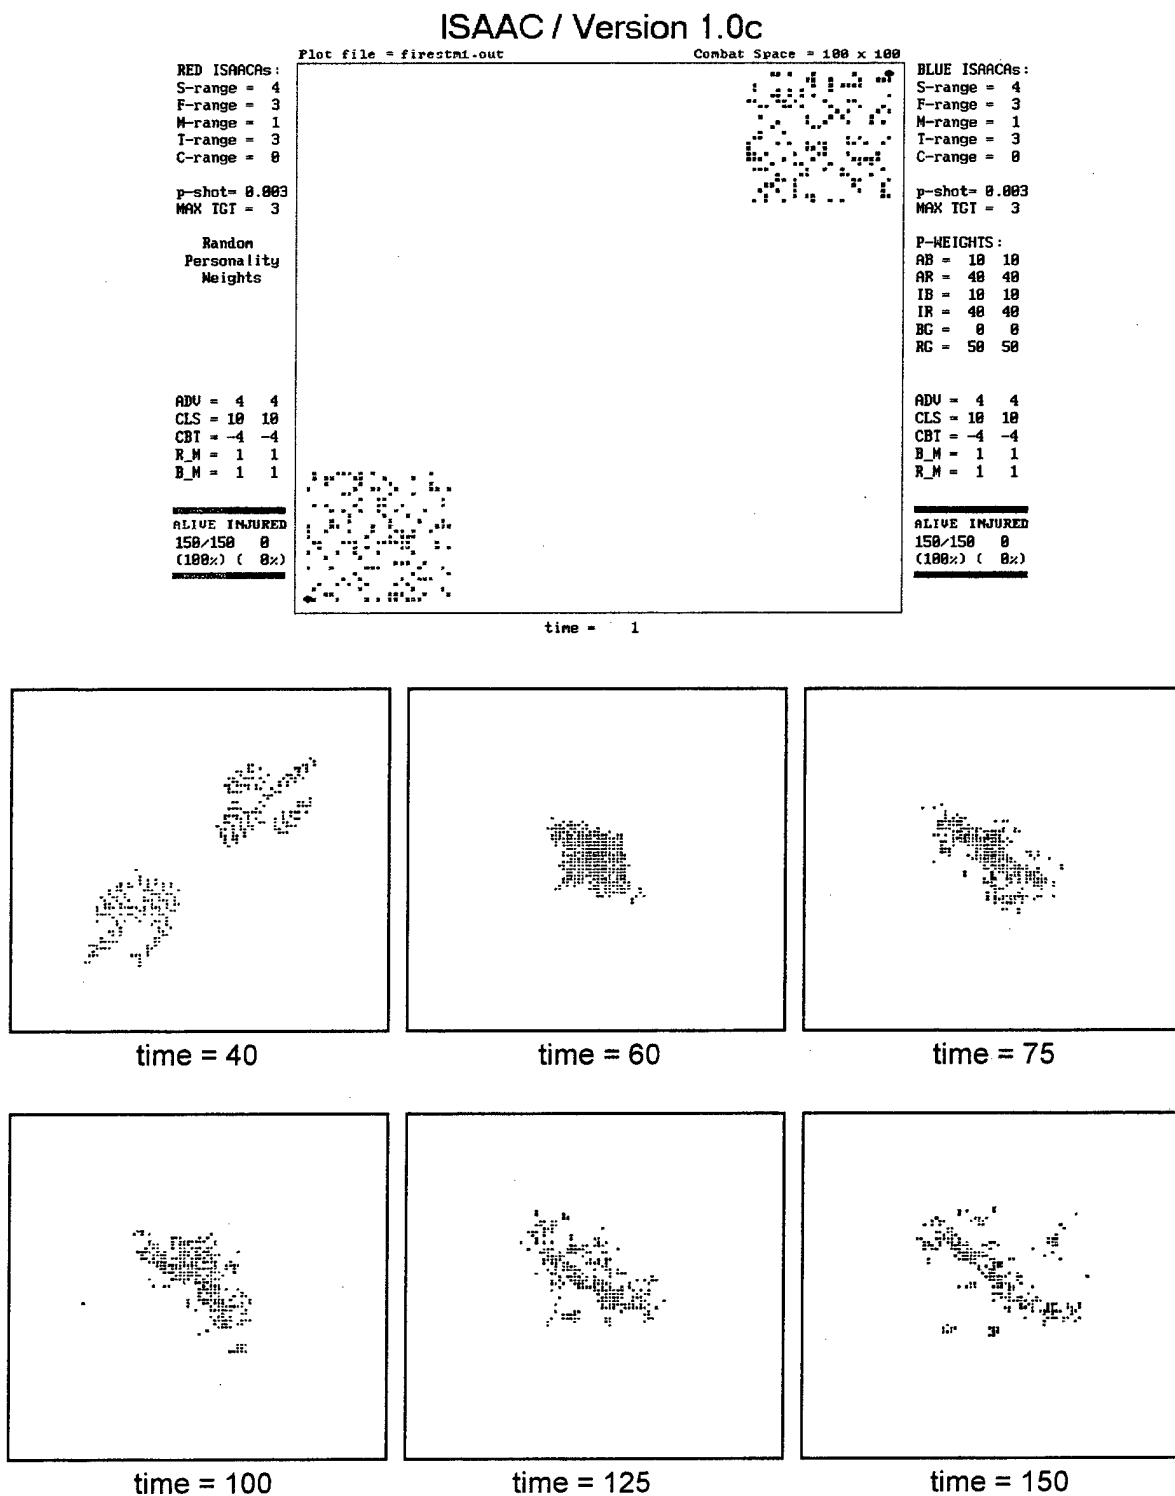 ISAAC / Version 1.0c
Plot file = firestm1.out Combat Space = 100 x 100
RED ISAACAs:
S-range = 4
F-range = 3
M-range = 1
T-range = 3
C-range = 0
p-shot= 0.003
MAX TGT = 3
Random
Personality
Weights
ADV = 4 4
CLS = 10 10
CBT = -4 -4
R_M = 1 1
B_M = 1 1
ALIVE INJURED
150/150 0
(100%) ( 0%)
BLUE ISAACAs:
S-range = 4
F-range = 3
M-range = 1
T-range = 3
C-range = 0
p-shot= 0.003
MAX TGT = 3
P-WEIGHTS:
AB = 10 10
AR = 40 40
IB = 10 10
IR = 40 40
BG = 0 0
RG = 50 50
ADV = 4 4
CLS = 10 10
CBT = -4 -4
B_M = 1 1
R_M = 1 1
ALIVE INJURED
150/150 0
(100%) ( 0%)
time = 1
time = 40
time = 60
time = 75
time = 100
time = 125
time = 150